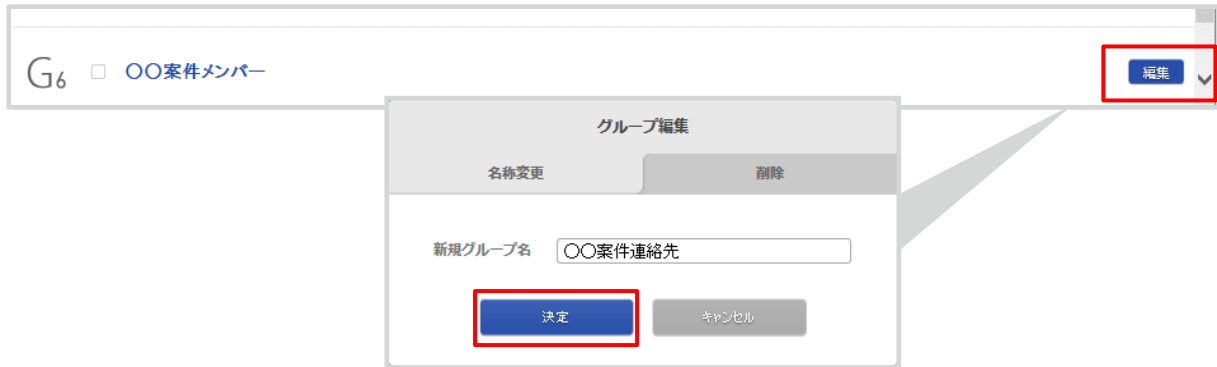 G6 〇〇案件メンバー 編集
グループ編集
名称変更 削除
新規グループ名 〇〇案件連絡先
決定 キャンセル